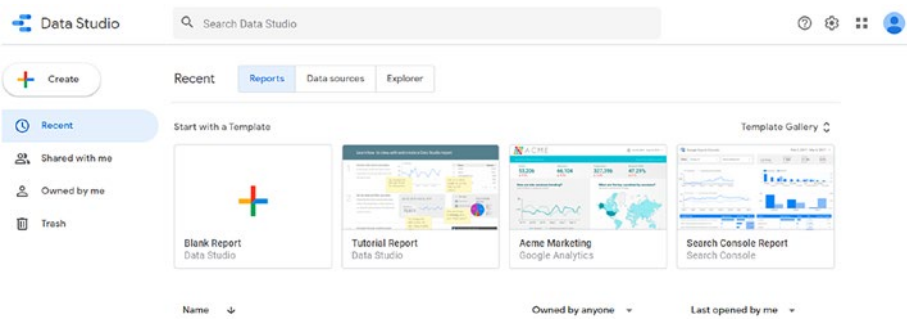 Data Studio
Search Data Studio
Create
Recent
Shared with me
Owned by me
Trash
Recent Reports Data sources Explorer
Start with a Template Template Gallery
Blank Report
Data Studio
Tutorial Report
Data Studio
ACME
Acme Marketing
Google Analytics
Search Console Report
Search Console
Name Owned by anyone Last opened by me